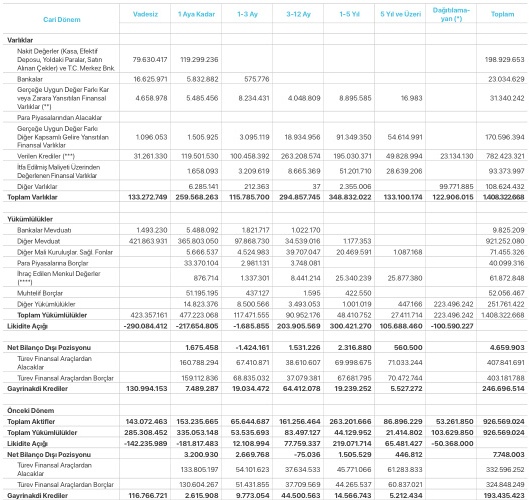 Cari Dönem Vadesiz 1 Aya Kadar 1-3 Ay 3-12 Ay 1-5 Yıl 5 Yıl ve Üzeri Dağıtılama- yan (*) Toplam
Varlıklar
Nakit Değerler (Kasa, Efektif
Deposu, Yoldaki Paralar, Satın 79.630.417 119.299.236 198.929.653
Alınan Çekler) ve T.C. Merkez Bnk
Bankalar 16.625.971 5.832.882 575.776 23.034.629
Gerçeğe Uygun Değer Farkı Kar
veya Zarara Yansıtılan Finansal 4.658.978 5.485.456 8.234.431 4.048.809 8.895.585 16.983 31.340.242
Varlıklar (**)
Para Piyasalarından Alacaklar
Gerçeğe Uygun Değer Farkı
Diğer Kapsamlı Gelire Yansıtılan 1.096.053 1.505.925 3.095.119 18.934.956 91.349.350 54.614.991 170.596.394
Finansal Varlıklar
Verilen Krediler (***) 31.261.330 119.501.530 100.458.392 263.208.574 195.030.371 49.828.994 23.134.130 782.423.321
İtfa Edilmiş Maliyeti Üzerinden
Değerlenen Finansal Varlıklar 1.658.093 3.209.619 8.665.369 51.201.710 28.639.206 93.373.997
Diğer Varlıklar 6.285.141 212.363 37 2.355.006 99.771.885 108.624.432
Toplam Varlıklar 133.272.749 259.568.263 115.785.700 294.857.745 348.832.022 133.100.174 122.906.015 1.408.322.668
Yükümlülükler
Bankalar Mevduatı 1.493.230 5.488.092 1.821.717 1.022.170 9.825.209
Diğer Mevduat 421.863.931 365.803.050 97.868.730 34.539.016 1.177.353 921.252.080
Diğer Mali Kuruluşlar. Sağl. Fonlar 5.666.537 4.524.983 39.707.047 20.469.591 1.087.168 71.455.326
Para Piyasalarına Borçlar 33.370.104 2.981.131 3.748.081 40.099.316
İhraç Edilen Menkul Değerler
(****) 876.714 1.337.301 8.441.214 25.340.239 25.877.380 61.872.848
Muhtelif Borçlar 51.195.195 437.127 1.595 422.550 52.056.467
Diğer Yükümlülükler 14.823.376 8.500.566 3.493.053 1.001.019 447.166 223.496.242 251.761.422
Toplam Yükümlülükler 423.357.161 477.223.068 117.471.555 90.952.176 48.410.752 27.411.714 223.496.242 1.408.322.668
Likidite Açığı -290.084.412 -217.654.805 -1.685.855 203.905.569 300.421.270 105.688.460 -100.590.227
Net Bilanço Dışı Pozisyonu 1.675.458 -1.424.161 1.531.226 2.316.880 560.500 4.659.903
Türev Finansal Araçlardan
Alacaklar 160.788.294 67.410.871 38.610.607 69.998.675 71.033.244 407.841.691
Türev Finansal Araçlardan Borçlar 159.112.836 68.835.032 37.079.381 67.681.795 70.472.744 403.181.788
Gayrinakdi Krediler 130.994.153 7.489.287 19.034.472 64.412.078 19.239.252 5.527.272 246.696.514
Önceki Dönem
Toplam Aktifler 143.072.463 153.235.665 65.644.687 161.256.464 263.201.666 86.896.229 53.261.850 926.569.024
Toplam Yükümlülükler 285.308.452 335.053.148 53.535.693 83.497.127 44.129.952 21.414.802 103.629.850 926.569.024
Likidite Açığı -142.235.989 -181.817.483 12.108.994 77.759.337 219.071.714 65.481.427 -50.368.000
Net Bilanço Dışı Pozisyonu 3.200.930 2.669.768 -75.036 1.505.529 446.812 7.748.003
Türev Finansal Araçlardan
Alacaklar 133.805.197 54.101.623 37.634.533 45.771.066 61.283.833 332.596.252
Türev Finansal Araçlardan Borçlar 130.604.267 51.431.855 37.709.569 44.265.537 60.837.021 324.848.249
Gayrinakdi Krediler 116.766.721 2.615.908 9.773.054 44.500.563 14.566.743 5.212.434 193.435.423